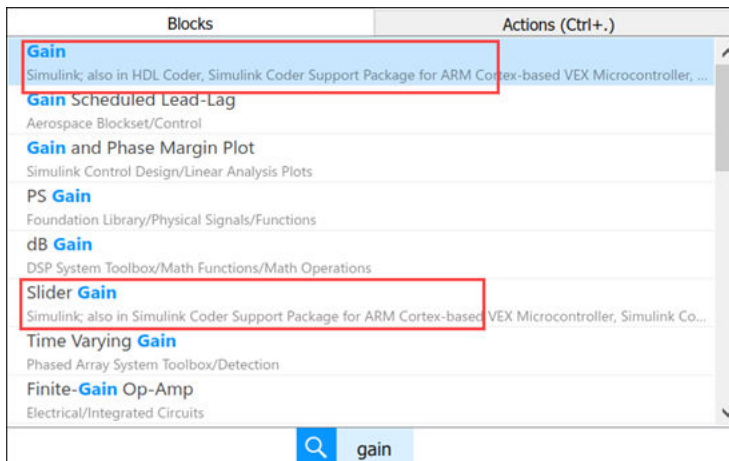 Blocks
Actions (Ctrl+.)
Gain
Simulink; also in HDL Coder, Simulink Coder Support Package for ARM Cortex-based VEX Microcontroller, ...
Gain Scheduled Lead-Lag
Aerospace Blockset/Control
Gain and Phase Margin Plot
Simulink Control Design/Linear Analysis Plots
PS Gain
Foundation Library/Physical Signals/Functions
dB Gain
DSP System Toolbox/Math Functions/Math Operations
Slider Gain
Simulink; also in Simulink Coder Support Package for ARM Cortex-based VEX Microcontroller, Simulink Co...
Time Varying Gain
Phased Array System Toolbox/Detection
Finite-Gain Op-Amp
Electrical/Integrated Circuits
gain